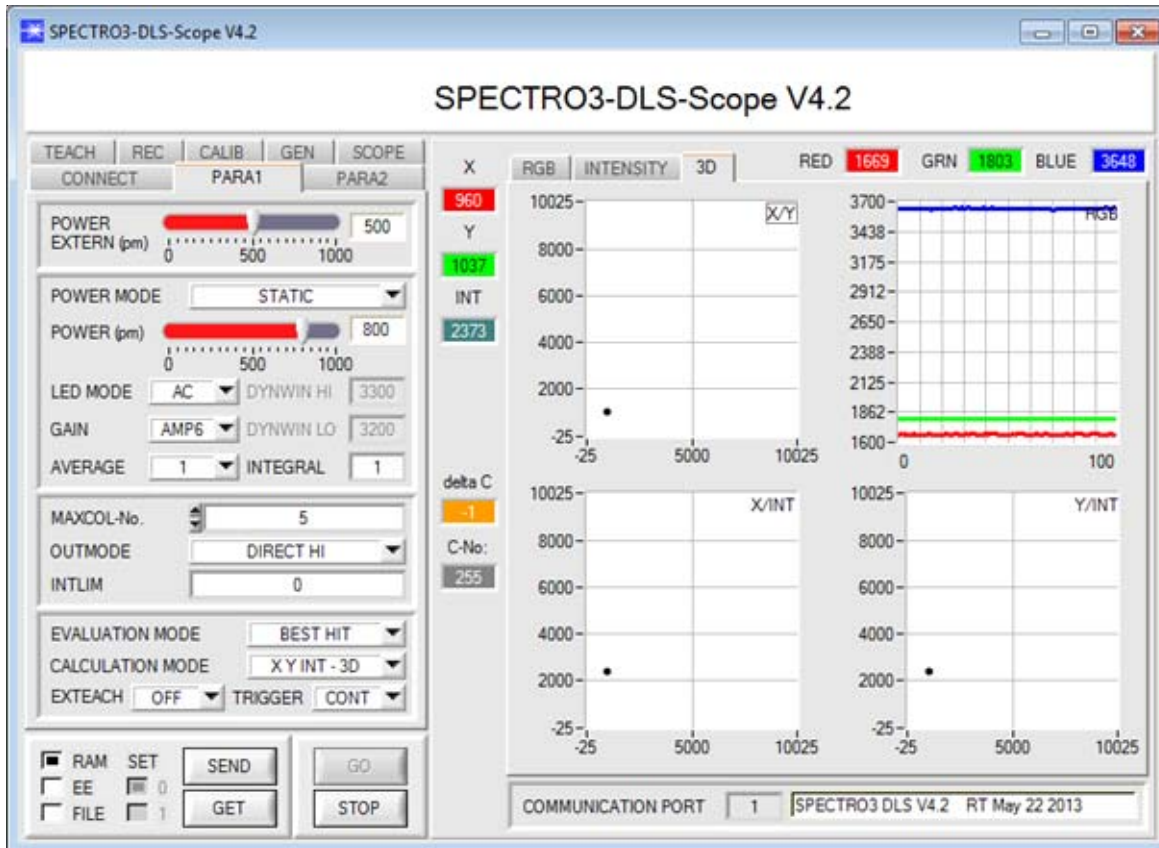 SPECTRO3-DLS-Scope V4.2
SPECTRO3-DLS-Scope V4.2
TEACH REC CALIB GEN SCOPE
CONNECT PARA1 PARA2
POWER EXTERN (pm) 500
0 500 1000
POWER MODE STATIC
POWER (pm) 800
0 500 1000
LED MODE AC DYNWIN HI 3300
GAIN AMP6 DYNWIN LO 3200
AVERAGE 1 INTEGRAL 1
MAXCOL-No. 5
OUTMODE DIRECT HI
INTLIM 0
EVALUATION MODE BEST HIT
CALCULATION MODE X Y INT - 3D
EXTEACH OFF TRIGGER CONT
RAM SET SEND GO
EE 0
FILE 1 GET STOP
X
960
Y
1037
INT
2373
delta C
-1
C-No:
255
RGB INTENSITY 3D RED 1669 GRN 1803 BLUE 3648
X/Y
10025
8000
6000
4000
2000
-25
-25 5000 10025
RGB
3700
3438
3175
2912
2650
2388
2125
1862
1600
0 100
X/INT
10025
8000
6000
4000
2000
-25
-25 5000 10025
Y/INT
10025
8000
6000
4000
2000
-25
-25 5000 10025
COMMUNICATION PORT 1 SPECTRO3 DLS V4.2 RT May 22 2013